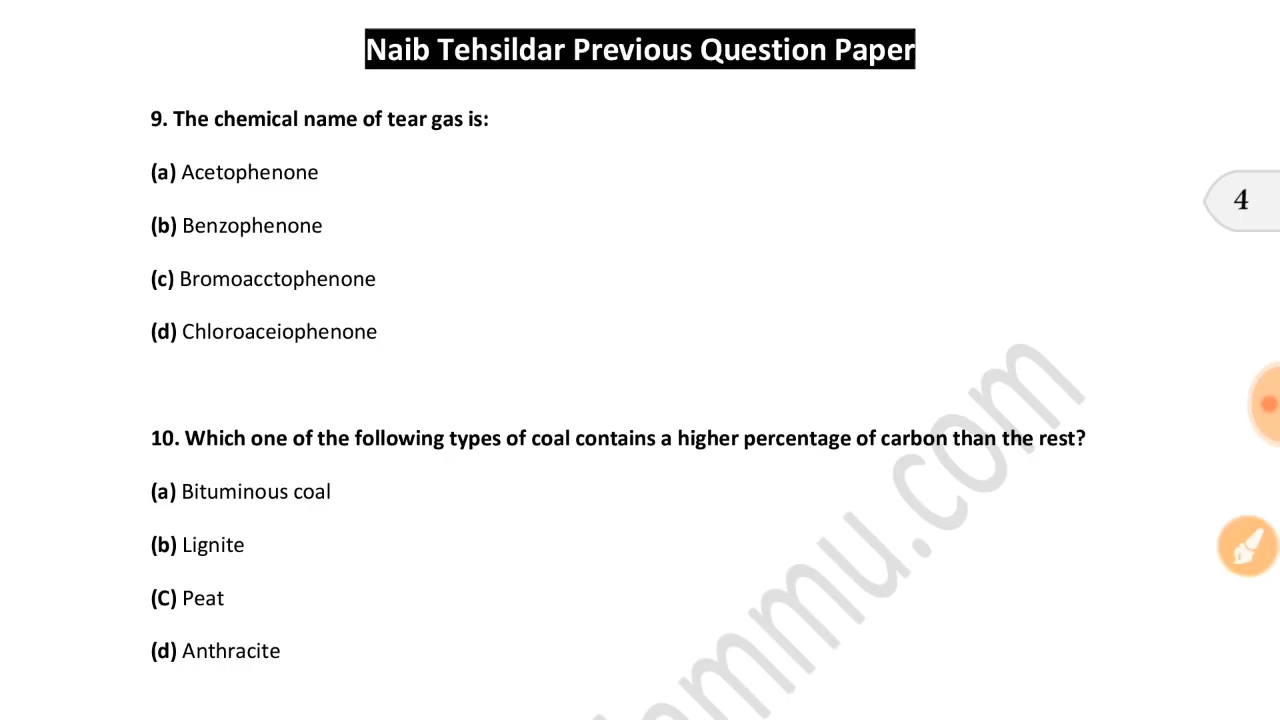 Naib Tehsildar Previous Question Paper
9. The chemical name of tear gas is:
(a) Acetophenone
4
(b) Benzophenone
(c) Bromoacctophenone
(d) Chloroaceiophenone
10. Which one of the following types of coal contains a higher percentage of carbon than the rest?
(a) Bituminous coal
(b) Lignite
(C) Peat
(d) Anthracite
ammu.com